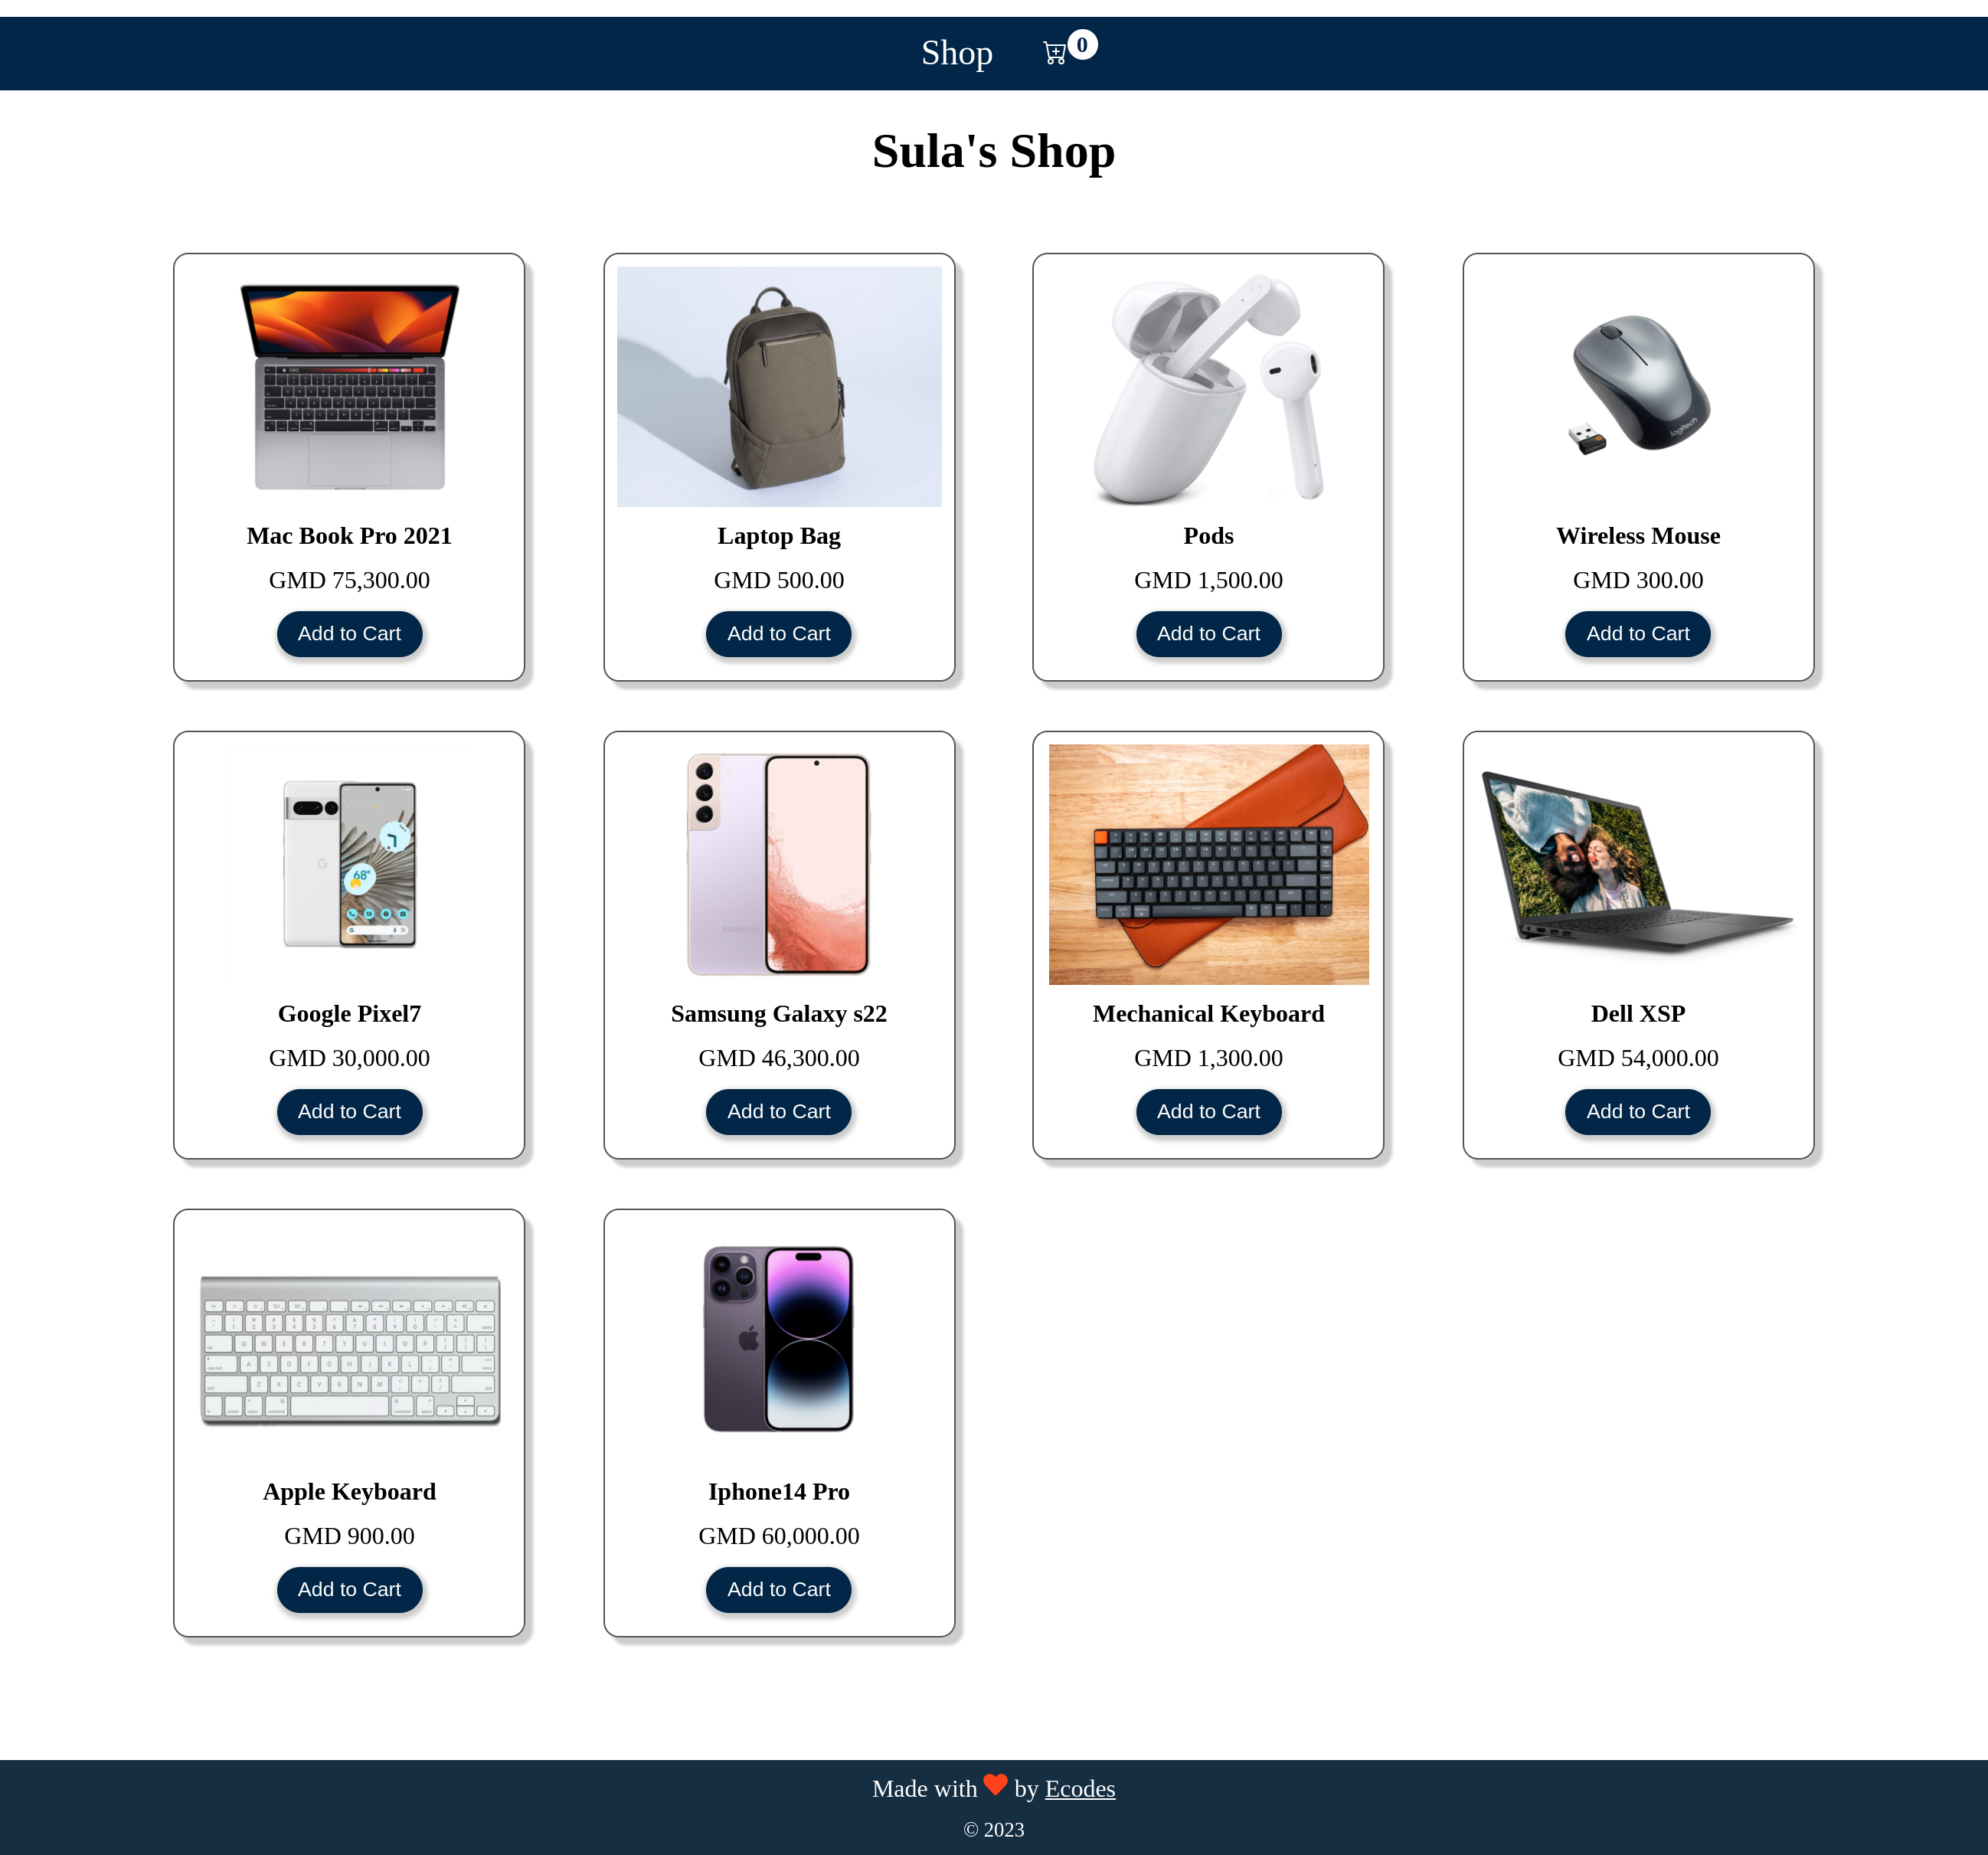 Shop 0
Sula's Shop
logitech
Mac Book Pro 2021
Laptop Bag
Pods
Wireless Mouse
GMD 75,300.00
GMD 500.00
GMD 1,500.00
GMD 300.00
Add to Cart
Add to Cart
Add to Cart
Add to Cart
68°
G
SAMSUNG
Google Pixel7
Samsung Galaxy s22
Mechanical Keyboard
Dell XSP
GMD 30,000.00
GMD 46,300.00
GMD 1,300.00
GMD 54,000.00
Add to Cart
Add to Cart
Add to Cart
Add to Cart
Q W E R T Y U I O P
A S D F G H J K L
Z X C V B N M
Apple Keyboard
Iphone14 Pro
GMD 900.00
GMD 60,000.00
Add to Cart
Add to Cart
Made with ❤ by Ecodes
© 2023